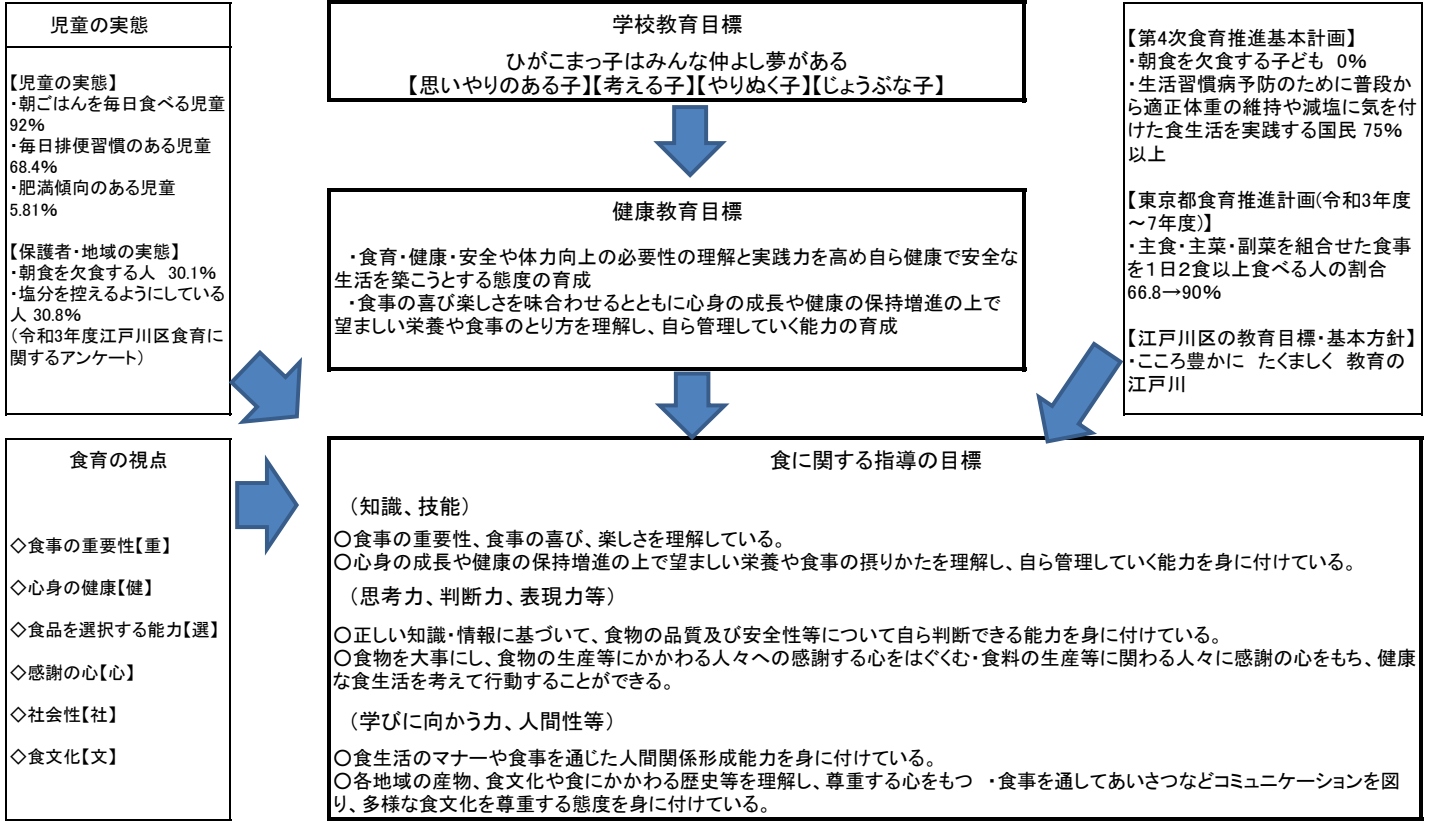 児童の実態
【児童の実態】
・朝ごはんを毎日食べる児童
92%
・毎日排便習慣のある児童
68.4%
・肥満傾向のある児童
5.81%
【保護者・地域の実態】
・朝食を欠食する人 30.1%
・塩分を控えるようにしている
人 30.8%
(令和3年度江戸川区食育に
関するアンケート)
学校教育目標
ひがこまっ子はみんな仲よし夢がある
【思いやりのある子】【考える子】【やりぬく子】【じょうぶな子】
【第4次食育推進基本計画】
・朝食を欠食する子ども 0%
・生活習慣病予防のために普段か
ら適正体重の維持や減塩に気を付
けた食生活を実践する国民 75%
以上
【東京都食育推進計画(令和3年度
～7年度)】
・主食・主菜・副菜を組合せた食事
を1日2食以上食べる人の割合
66.8→90%
【江戸川区の教育目標・基本方針】
・こころ豊かに たくましく 教育の
江戸川
健康教育目標
・食育・健康・安全や体力向上の必要性の理解と実践力を高め自ら健康で安全な
生活を築こうとする態度の育成
・食事の喜び楽しさを味合わせるとともに心身の成長や健康の保持増進の上で
望ましい栄養や食事のとり方を理解し、自ら管理していく能力の育成
食育の視点
◇食事の重要性【重】
◇心身の健康【健】
◇食品を選択する能力【選】
◇感謝の心【心】
◇社会性【社】
◇食文化【文】
食に関する指導の目標
（知識、技能）
○食事の重要性、食事の喜び、楽しさを理解している。
○心身の成長や健康の保持増進の上で望ましい栄養や食事の摂りかたを理解し、自ら管理していく能力を身に付けている。
（思考力、判断力、表現力等）
○正しい知識・情報に基づいて、食物の品質及び安全性等について自ら判断できる能力を身に付けている。
○食物を大事にし、食物の生産等にかかわる人々への感謝する心をはぐくむ・食料の生産等に関わる人々に感謝の心をもち、健康
な食生活を考えて行動することができる。
（学びに向かう力、人間性等）
○食生活のマナーや食事を通じた人間関係形成能力を身に付けている。
○各地域の産物、食文化や食にかかわる歴史等を理解し、尊重する心をもつ ・食事を通してあいさつなどコミュニケーションを図
り、多様な食文化を尊重する態度を身に付けている。